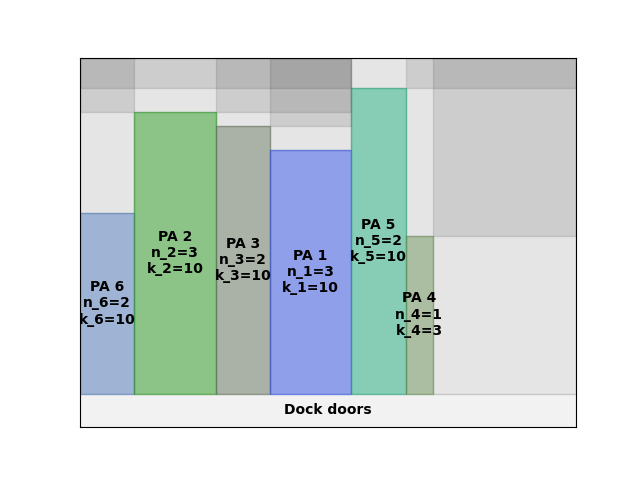 PA 6
n_6=2
k_6=10
PA 2
n_2=3
k_2=10
PA 3
n_3=2
k_3=10
PA 1
n_1=3
k_1=10
PA 5
n_5=2
k_5=10
PA 4
n_4=1
k_4=3
Dock doors